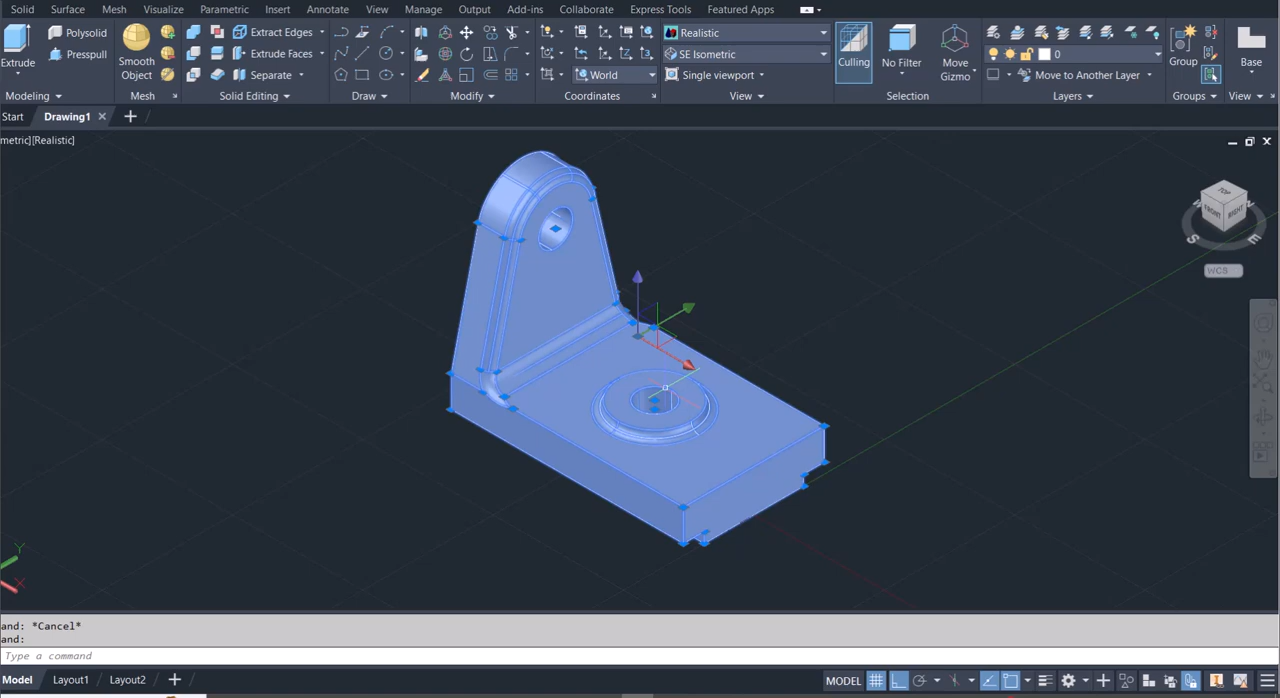 Solid Surface Mesh Visualize Parametric Insert Annotate View Manage Output Add-ins Collaborate Express Tools Featured Apps
Extrude
Polysolid
Presspull
Smooth
Object
Extract Edges
Extrude Faces
Separate
World
Realistic
SE Isometric
Single viewport
Culling
No Filter
Move
Gizmo
0
Move to Another Layer
Group
Base
Modeling Mesh Solid Editing Draw Modify Coordinates View Selection Layers Groups View
Start Drawing1
metric][Realistic]
TOP
FRONT
RIGHT
W
S
E
WCS
Y
X
and: *Cancel*
and:
Type a command
Model Layout1 Layout2
MODEL